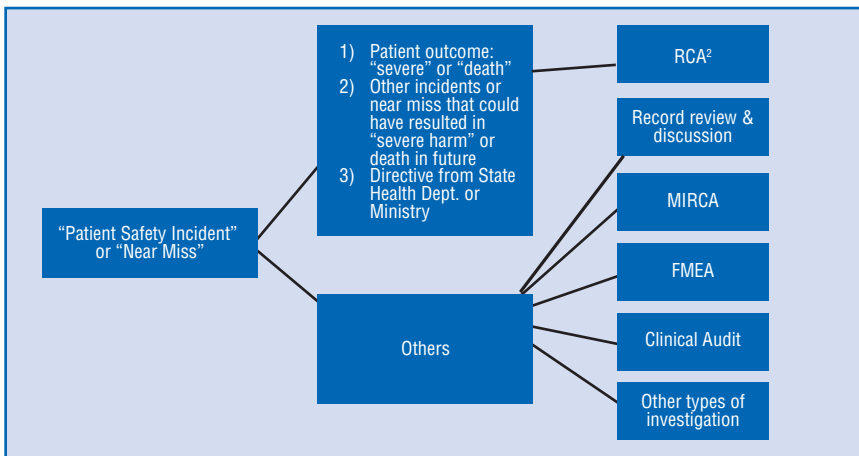 “Patient Safety Incident”
or “Near Miss”
1) Patient outcome:
“severe” or “death”
2) Other incidents or
near miss that could
have resulted in
“severe harm” or
death in future
3) Directive from State
Health Dept. or
Ministry
Others
RCA²
Record review &
discussion
MIRCA
FMEA
Clinical Audit
Other types of
investigation